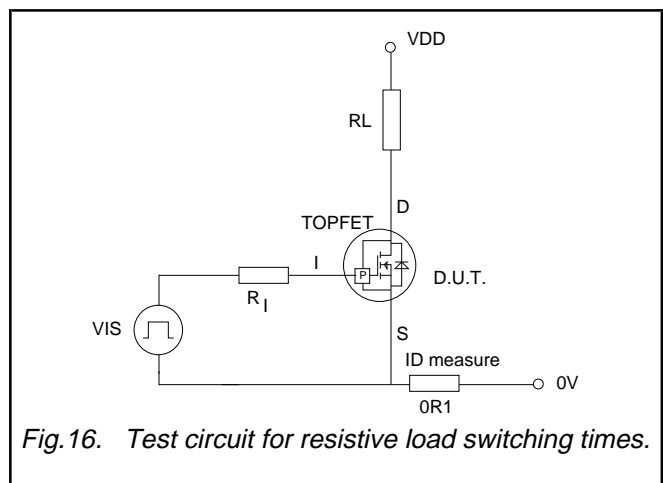 VDD
RL
D
TOPFET
I
P
D.U.T.
RI
VIS
S
ID measure
0V
0R1
Fig.16. Test circuit for resistive load switching times.